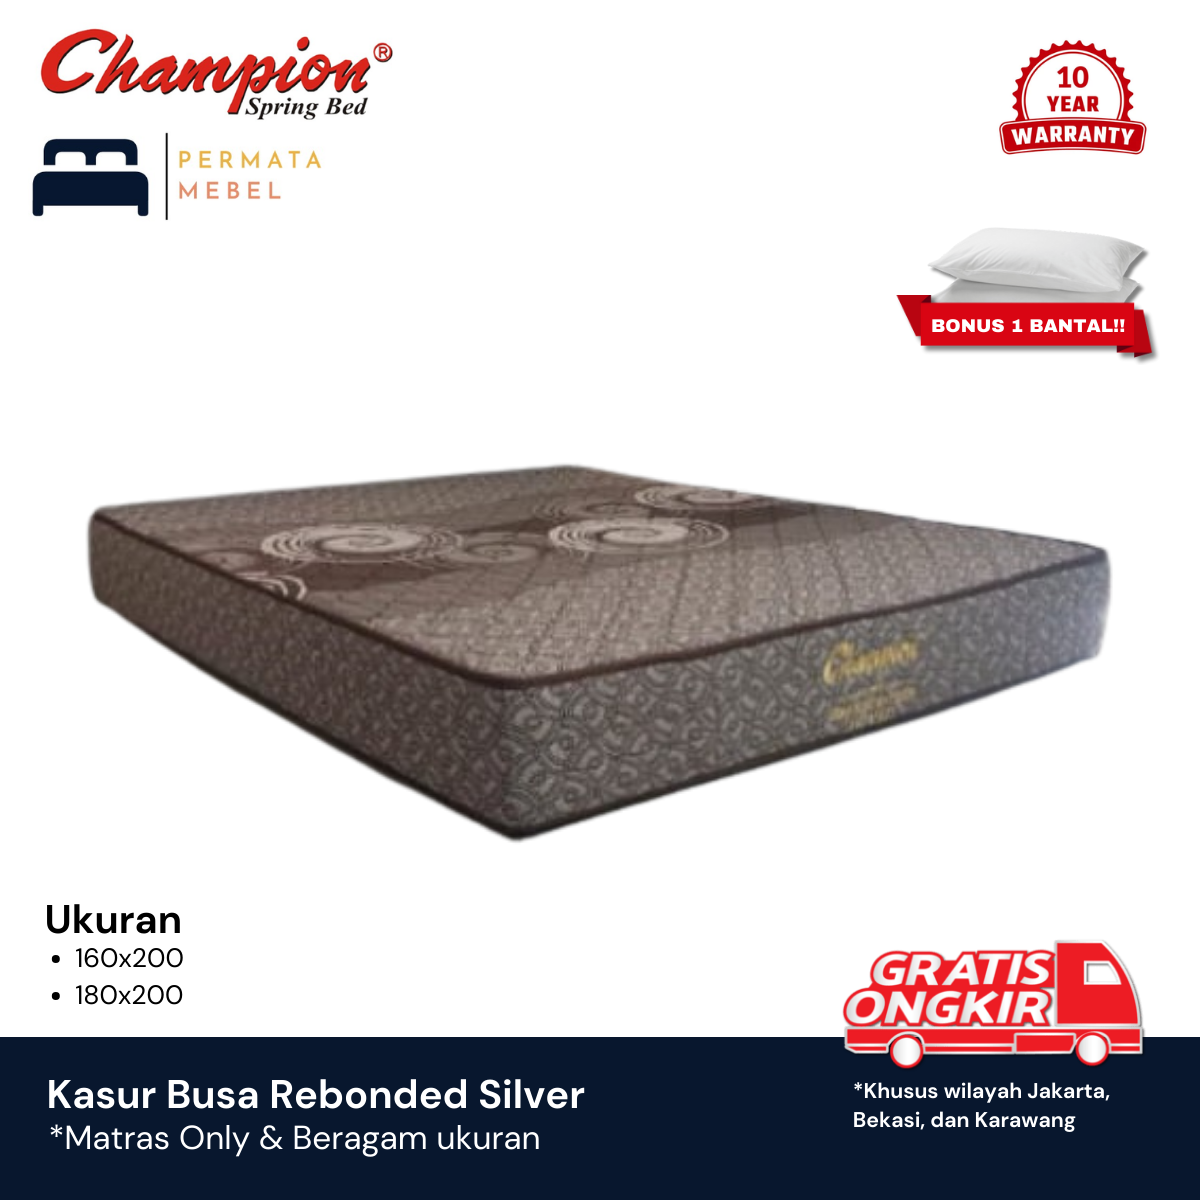 Champion®
Spring Bed
PERMATA
MEBEL
10
YEAR
WARRANTY
BONUS 1 BANTAL!!
Champion
Ukuran
• 160x200
• 180x200
GRATIS
ONGKIR
Kasur Busa Rebonded Silver
*Matras Only & Beragam ukuran
*Khusus wilayah Jakarta,
Bekasi, dan Karawang